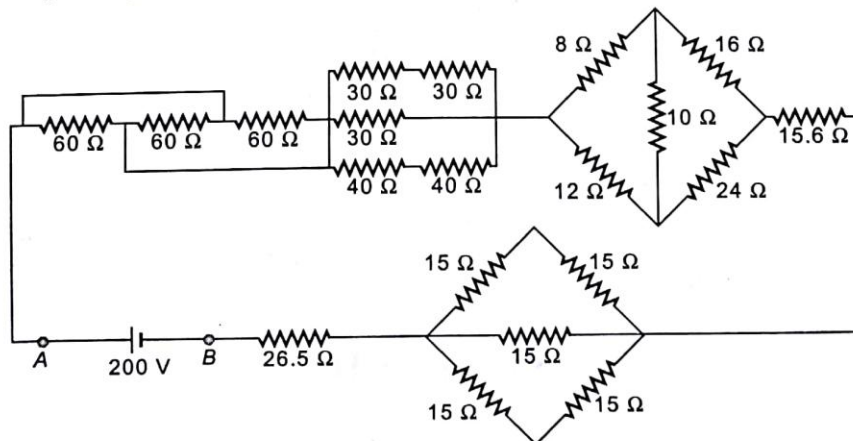 8 Ω 16 Ω
30 Ω 30 Ω
10 Ω
60 Ω 60 Ω 60 Ω 30 Ω 15.6 Ω
40 Ω 40 Ω 12 Ω 24 Ω
15 Ω 15 Ω
A 200 V B 26.5 Ω 15 Ω
15 Ω 15 Ω